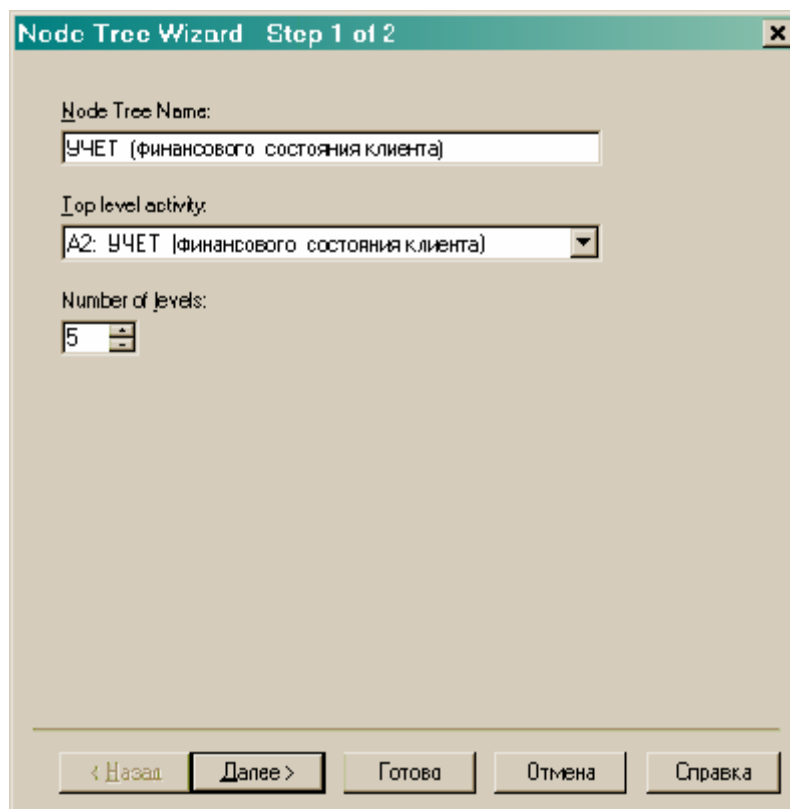 Node Tree Wizard Step 1 of 2
Node Tree Name:
УЧЕТ (финансового состояния клиента)
Top level activity:
A2: УЧЕТ (финансового состояния клиента)
Number of levels:
5
< Назад Далее > Готово Отмена Справка